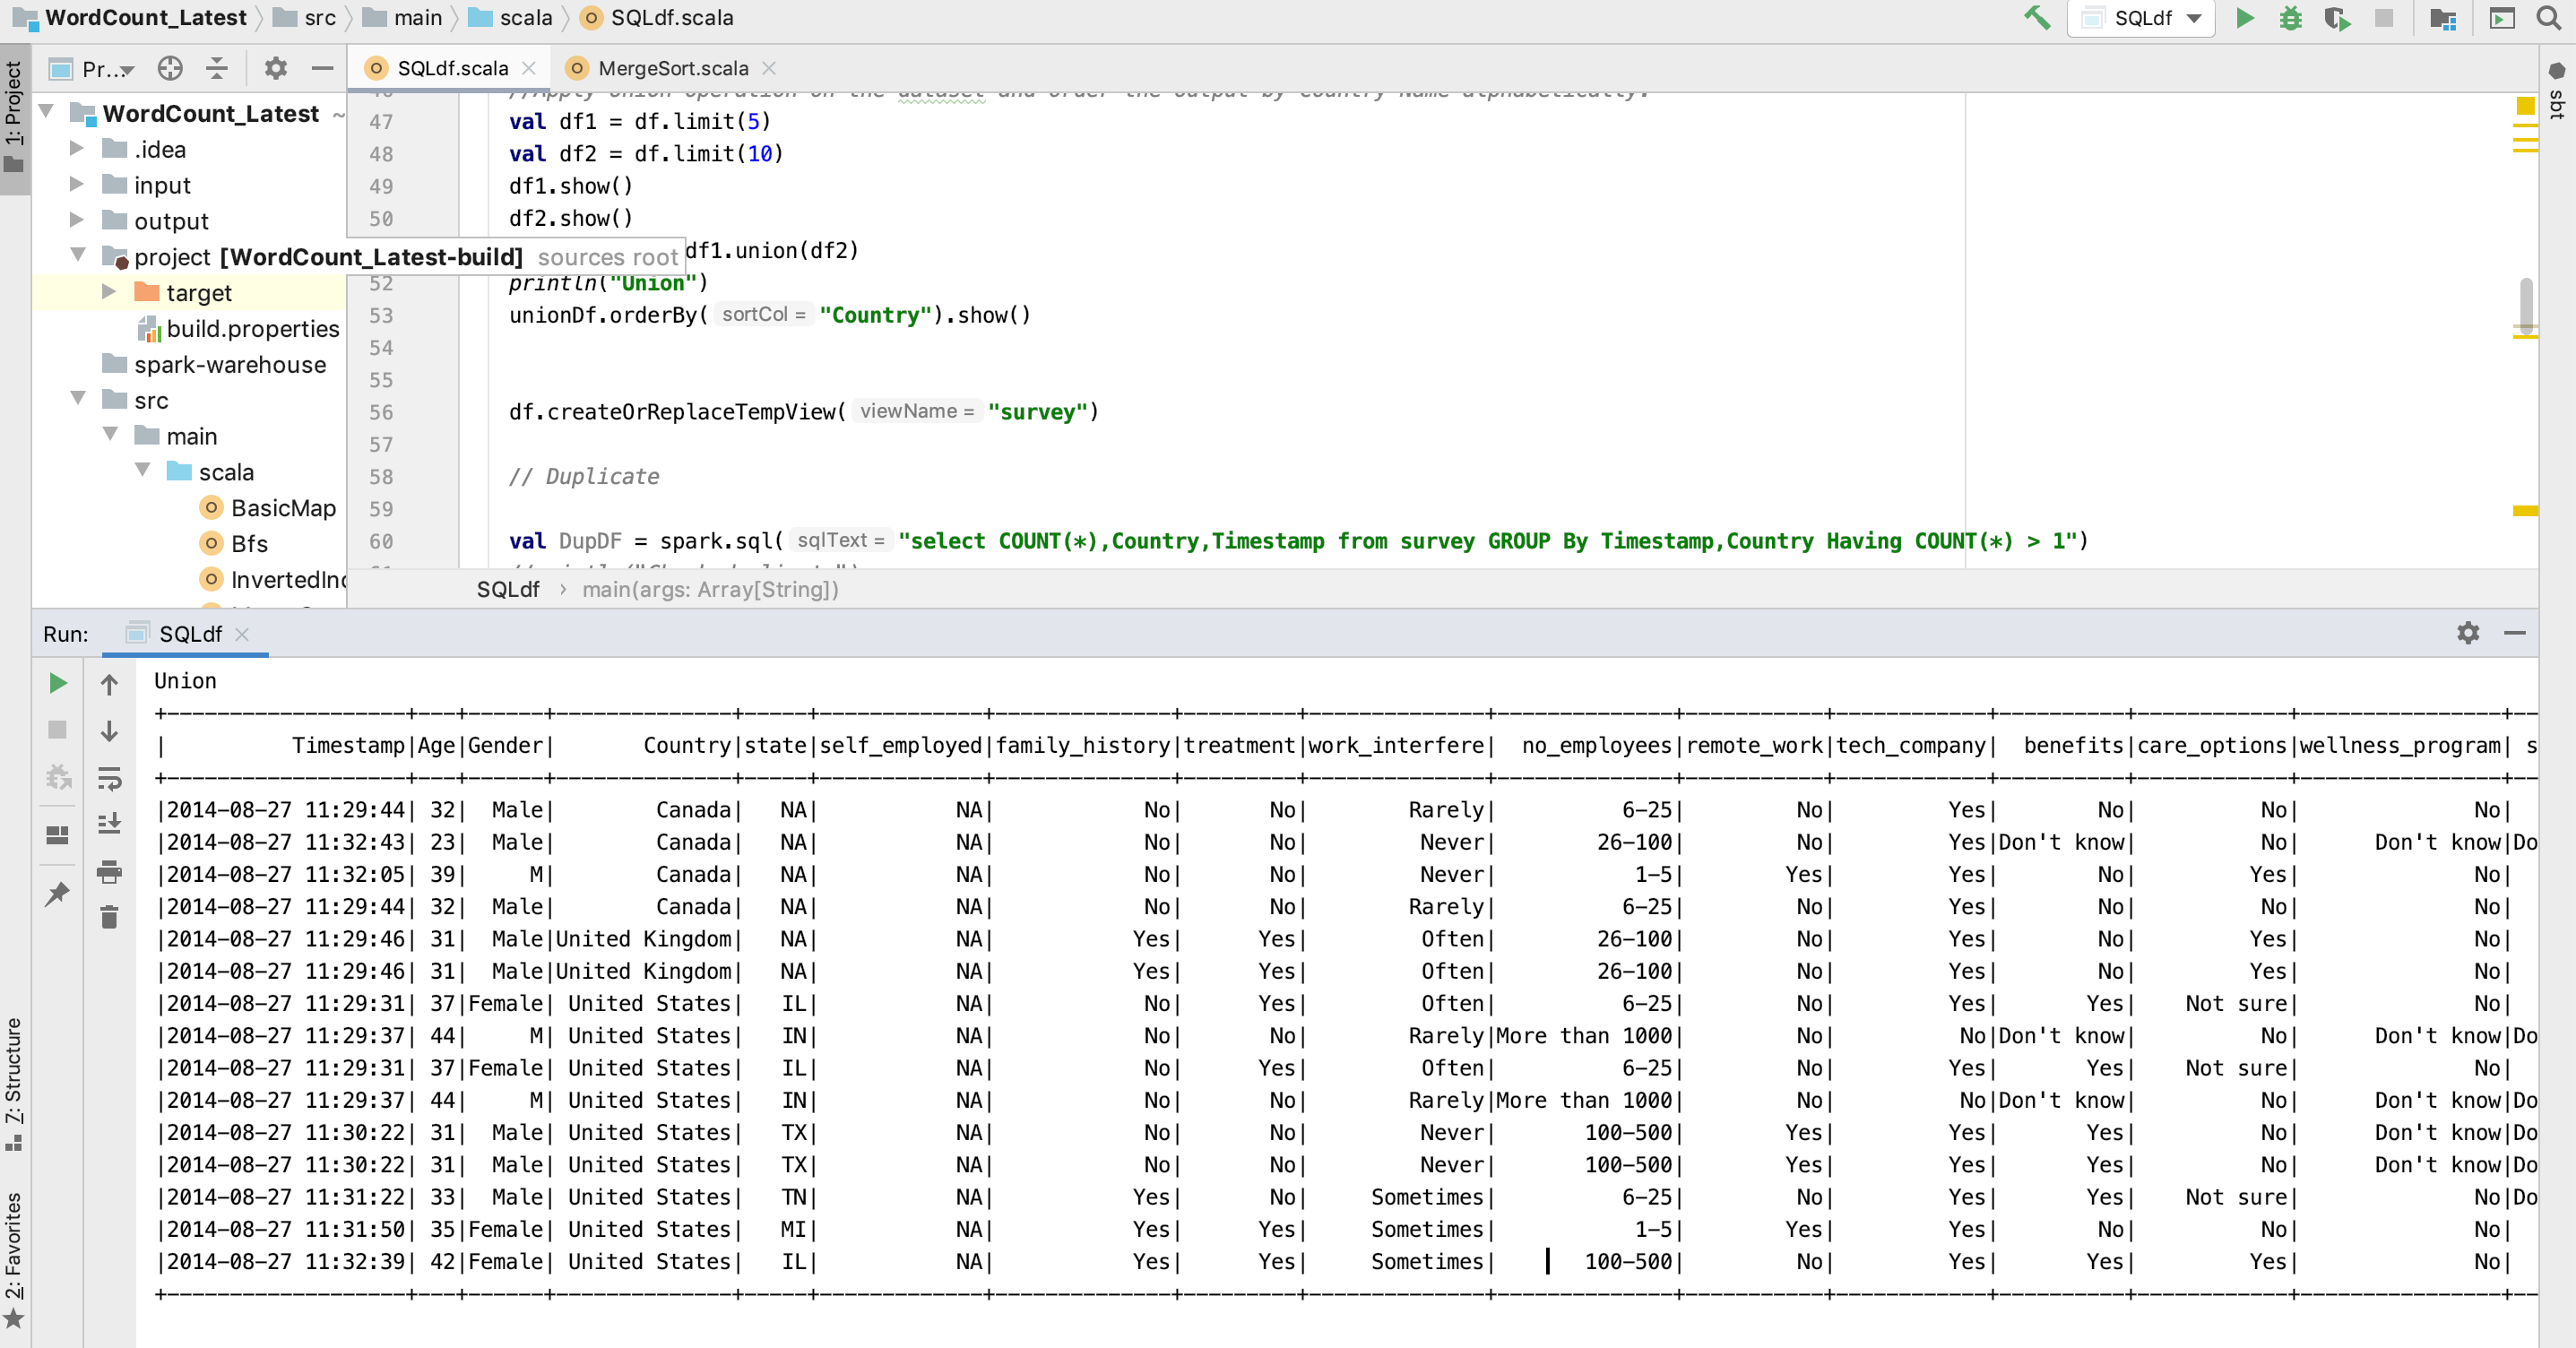 WordCount_Latest src main scala SQLdf.scala SQLdf
1: Project Pr... SQLdf.scala MergeSort.scala sbt
WordCount_Latest ~
.idea
input
output
project [WordCount_Latest-build] sources root
target
build.properties
spark-warehouse
src
main
scala
BasicMap
Bfs
InvertedInd
46 //Apply Union operation on the dataset and order the output by Country Name alphabetically.
47 val df1 = df.limit(5)
48 val df2 = df.limit(10)
49 df1.show()
50 df2.show()
df1.union(df2)
52 println("Union")
53 unionDf.orderBy( sortCol = "Country").show()
54
55
56 df.createOrReplaceTempView( viewName = "survey")
57
58 // Duplicate
59
60 val DupDF = spark.sql( sqlText = "select COUNT(*),Country,Timestamp from survey GROUP By Timestamp,Country Having COUNT(*) > 1")
SQLdf › main(args: Array[String])
Run: SQLdf
Union
+-------------------+---+------+--------------+-----+-------------+--------------+---------+--------------+--------------+-----------+------------+----------+------------+----------------+--
| Timestamp|Age|Gender| Country|state|self_employed|family_history|treatment|work_interfere| no_employees|remote_work|tech_company| benefits|care_options|wellness_program| s
+-------------------+---+------+--------------+-----+-------------+--------------+---------+--------------+--------------+-----------+------------+----------+------------+----------------+--
|2014-08-27 11:29:44| 32| Male| Canada| NA| NA| No| No| Rarely| 6-25| No| Yes| No| No| No|
|2014-08-27 11:32:43| 23| Male| Canada| NA| NA| No| No| Never| 26-100| No| Yes|Don't know| No| Don't know|Do
|2014-08-27 11:32:05| 39| M| Canada| NA| NA| No| No| Never| 1-5| Yes| Yes| No| Yes| No|
|2014-08-27 11:29:44| 32| Male| Canada| NA| NA| No| No| Rarely| 6-25| No| Yes| No| No| No|
|2014-08-27 11:29:46| 31| Male|United Kingdom| NA| NA| Yes| Yes| Often| 26-100| No| Yes| No| Yes| No|
|2014-08-27 11:29:46| 31| Male|United Kingdom| NA| NA| Yes| Yes| Often| 26-100| No| Yes| No| Yes| No|
|2014-08-27 11:29:31| 37|Female| United States| IL| NA| No| Yes| Often| 6-25| No| Yes| Yes| Not sure| No|
|2014-08-27 11:29:37| 44| M| United States| IN| NA| No| No| Rarely|More than 1000| No| No|Don't know| No| Don't know|Do
|2014-08-27 11:29:31| 37|Female| United States| IL| NA| No| Yes| Often| 6-25| No| Yes| Yes| Not sure| No|
|2014-08-27 11:29:37| 44| M| United States| IN| NA| No| No| Rarely|More than 1000| No| No|Don't know| No| Don't know|Do
|2014-08-27 11:30:22| 31| Male| United States| TX| NA| No| No| Never| 100-500| Yes| Yes| Yes| No| Don't know|Do
|2014-08-27 11:30:22| 31| Male| United States| TX| NA| No| No| Never| 100-500| Yes| Yes| Yes| No| Don't know|Do
|2014-08-27 11:31:22| 33| Male| United States| TN| NA| Yes| No| Sometimes| 6-25| No| Yes| Yes| Not sure| No|Do
|2014-08-27 11:31:50| 35|Female| United States| MI| NA| Yes| Yes| Sometimes| 1-5| Yes| Yes| No| No| No|
|2014-08-27 11:32:39| 42|Female| United States| IL| NA| Yes| Yes| Sometimes| 100-500| No| Yes| Yes| Yes| No|
+-------------------+---+------+--------------+-----+-------------+--------------+---------+--------------+--------------+-----------+------------+----------+------------+----------------+--
7: Structure
2: Favorites